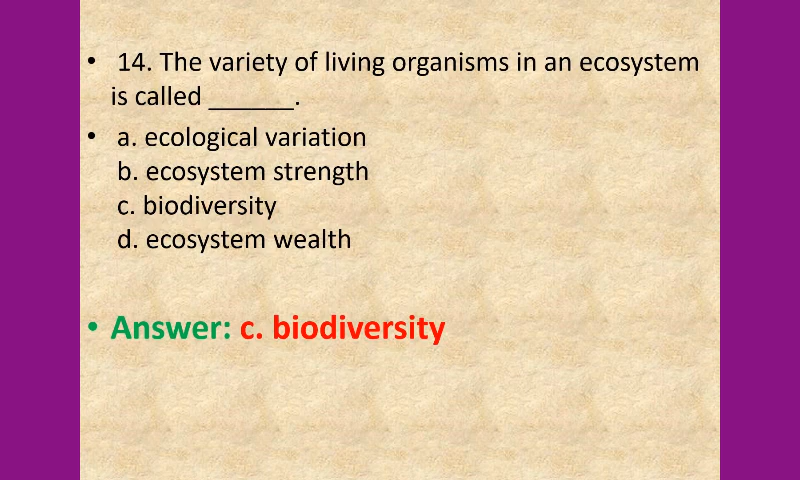 • 14. The variety of living organisms in an ecosystem
is called ______.
• a. ecological variation
b. ecosystem strength
c. biodiversity
d. ecosystem wealth
• Answer: c. biodiversity